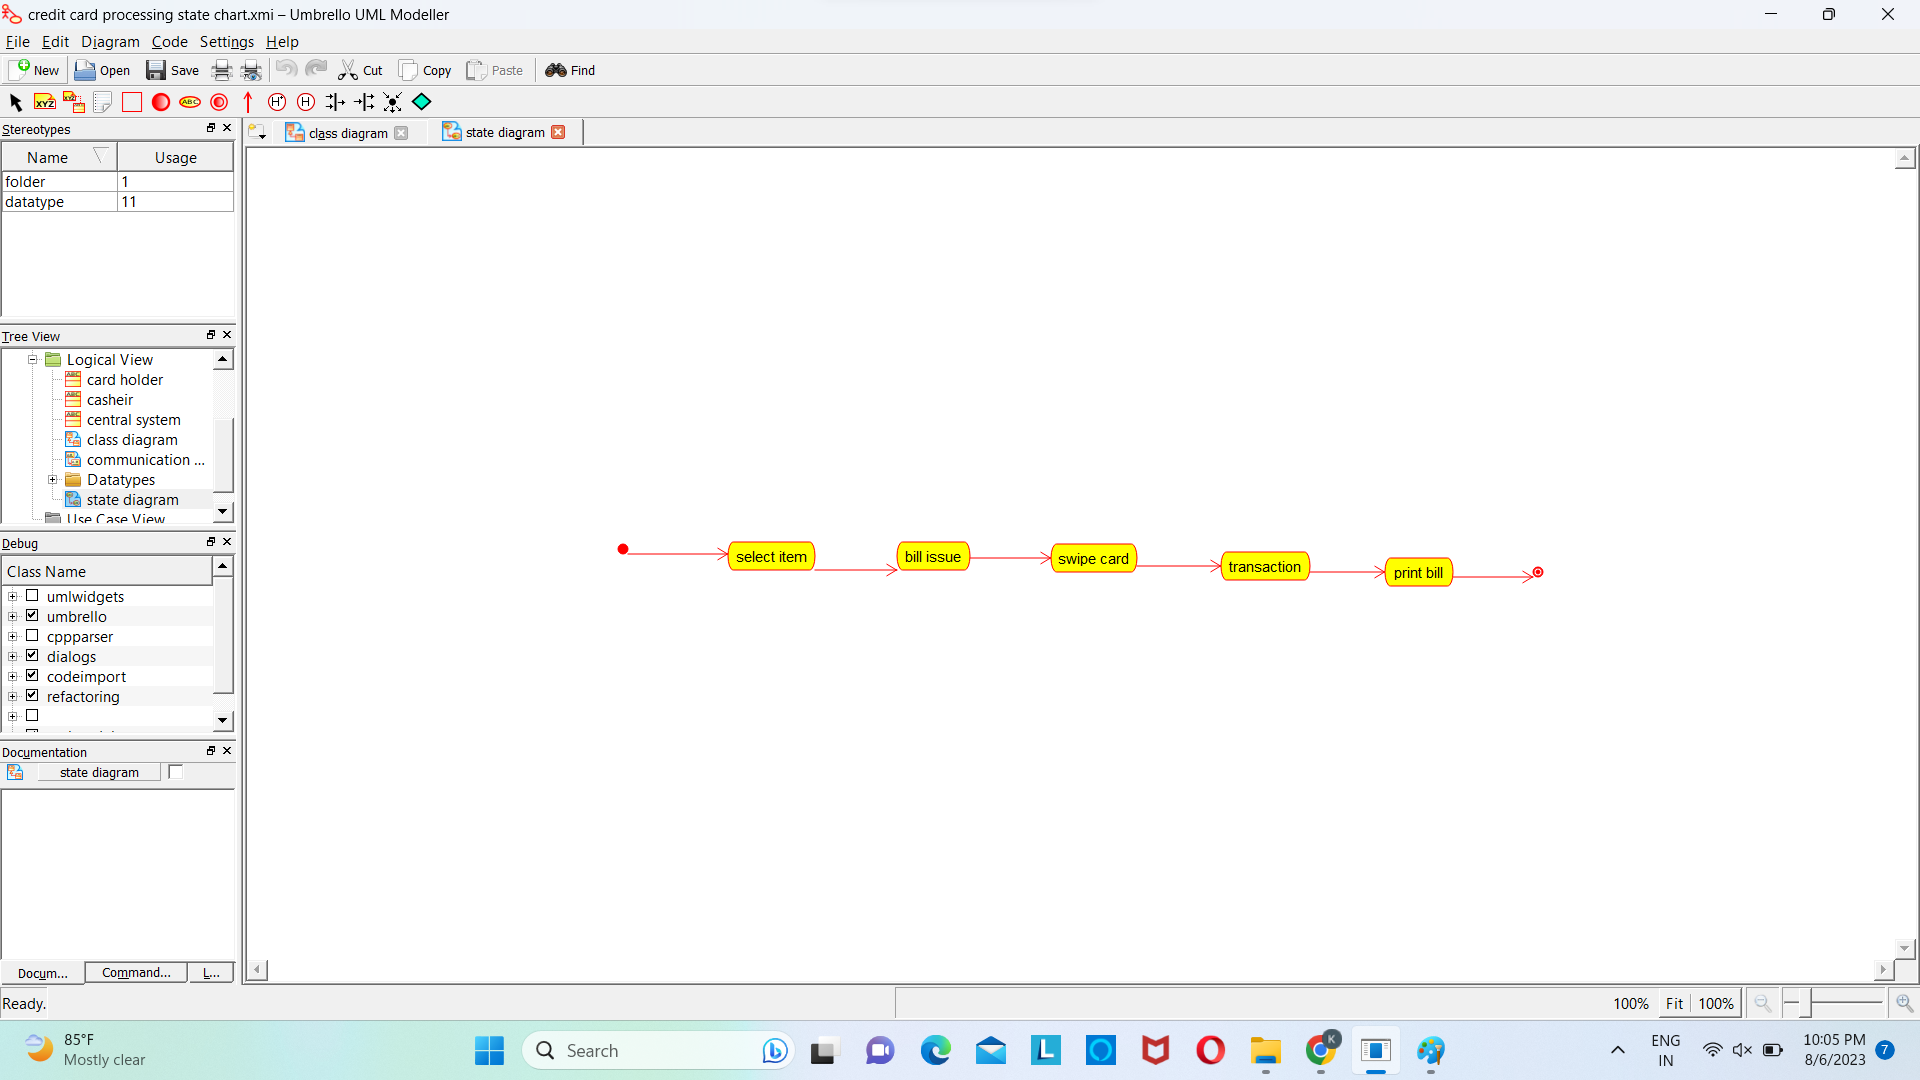 credit card processing state chart.xmi – Umbrello UML Modeller
File Edit Diagram Code Settings Help
New Open Save Cut Copy Paste Find
XYZ ABC H* H
Stereotypes
class diagram state diagram
Name Usage
folder 1
datatype 11
Tree View
Logical View
card holder
casheir
central system
class diagram
communication ...
Datatypes
state diagram
Use Case View
select item bill issue swipe card transaction print bill
Debug
Class Name
umlwidgets
umbrello
cppparser
dialogs
codeimport
refactoring
Documentation
state diagram
Docum... Comman... L...
Ready. 100% Fit 100%
85°F
Mostly clear
Search
L
K
ENG
IN
10:05 PM
8/6/2023
7